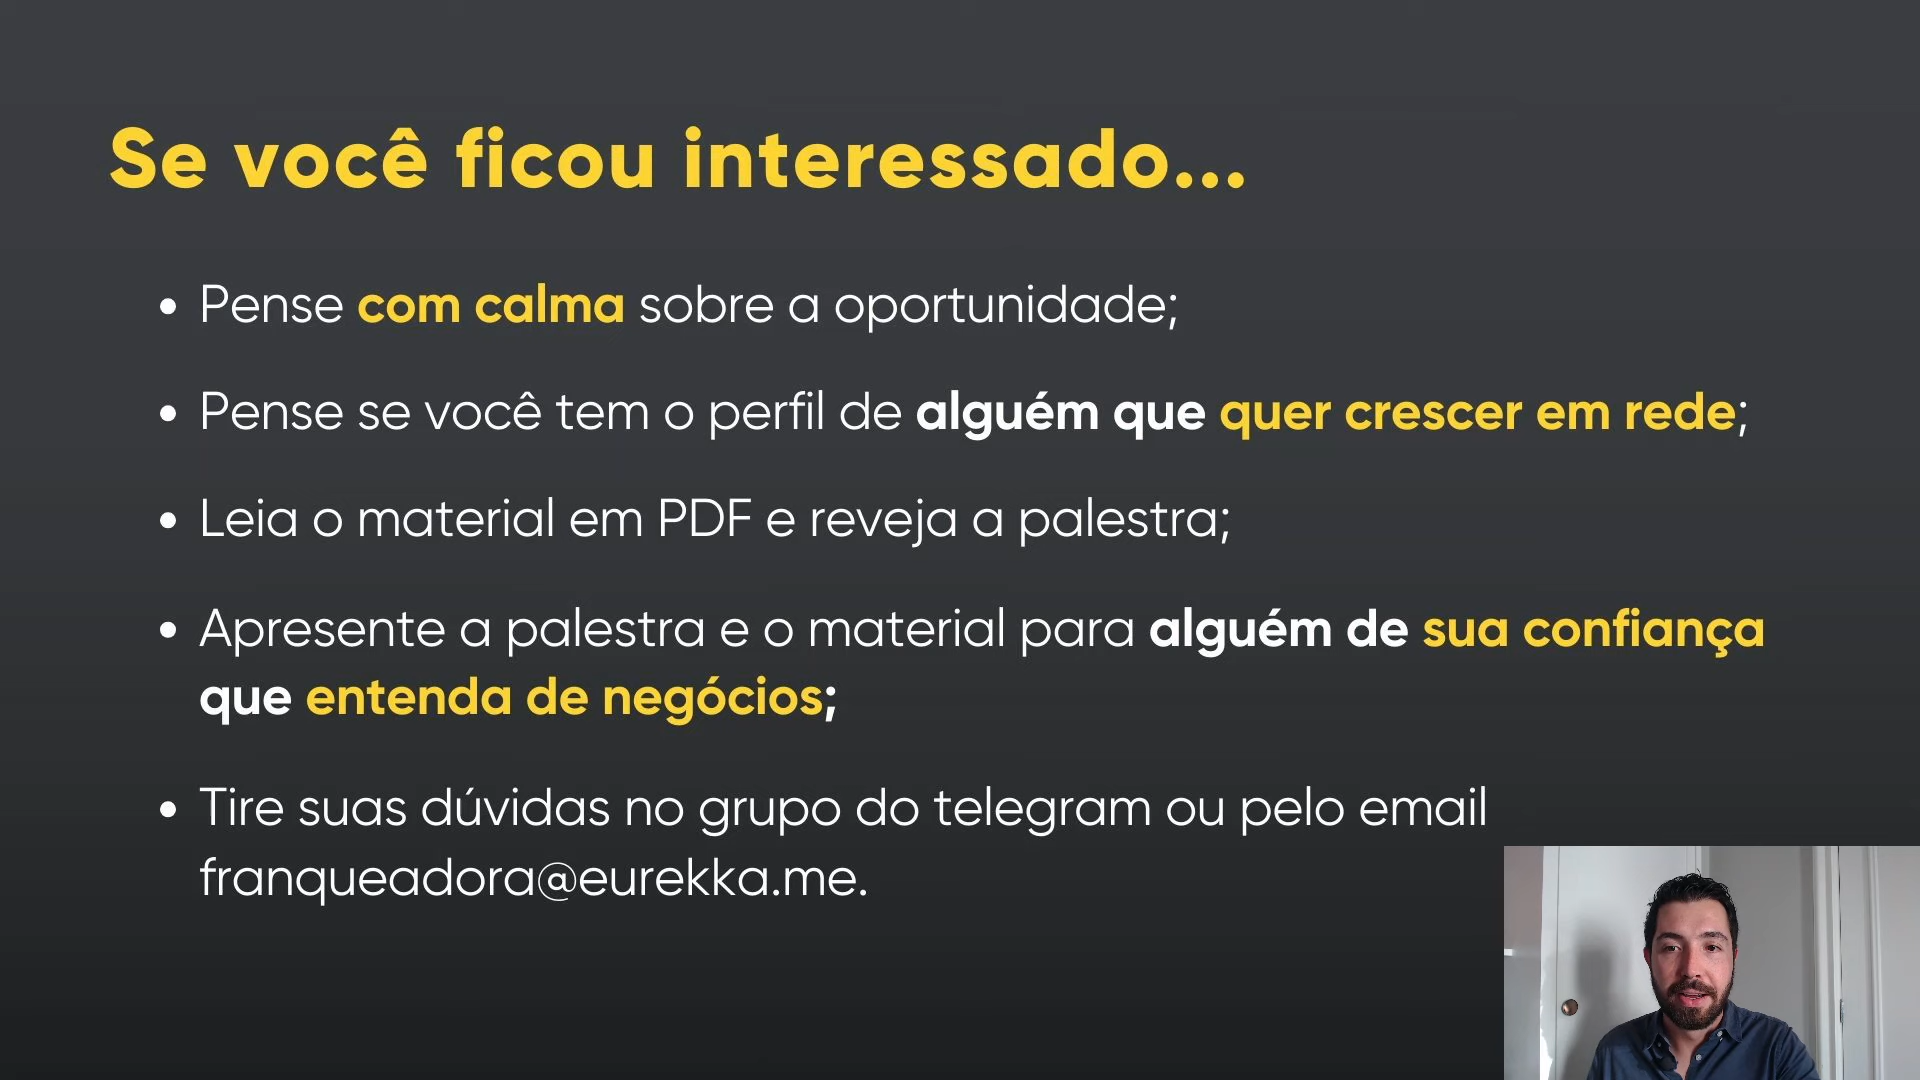 Se você ficou interessado...
• Pense com calma sobre a oportunidade;
• Pense se você tem o perfil de alguém que quer crescer em rede;
• Leia o material em PDF e reveja a palestra;
• Apresente a palestra e o material para alguém de sua confiança
que entenda de negócios;
• Tire suas dúvidas no grupo do telegram ou pelo email
franqueadora@eurekka.me.